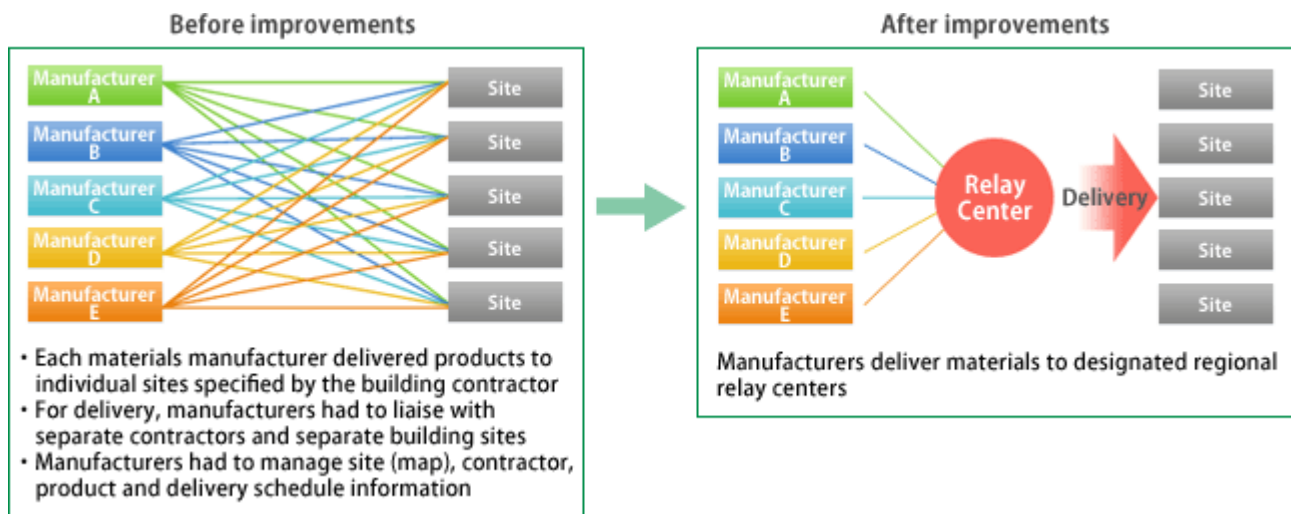 Before improvements
Manufacturer
A
Manufacturer
B
Manufacturer
C
Manufacturer
D
Manufacturer
E
Site
Site
Site
Site
Site
・Each materials manufacturer delivered products to
individual sites specified by the building contractor
・For delivery, manufacturers had to liaise with
separate contractors and separate building sites
・Manufacturers had to manage site (map), contractor,
product and delivery schedule information
After improvements
Manufacturer
A
Manufacturer
B
Manufacturer
C
Manufacturer
D
Manufacturer
E
Relay
Center
Delivery
Site
Site
Site
Site
Site
Manufacturers deliver materials to designated regional
relay centers